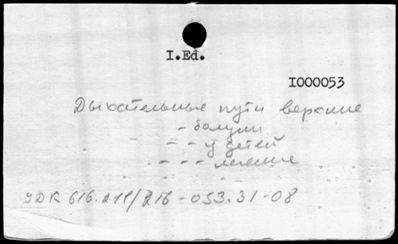 I.Ed.
I000053
Дыхательные пути верхние
- болезни
- - у детей
- - - лечение
УДК 616.211/216-053.31-08